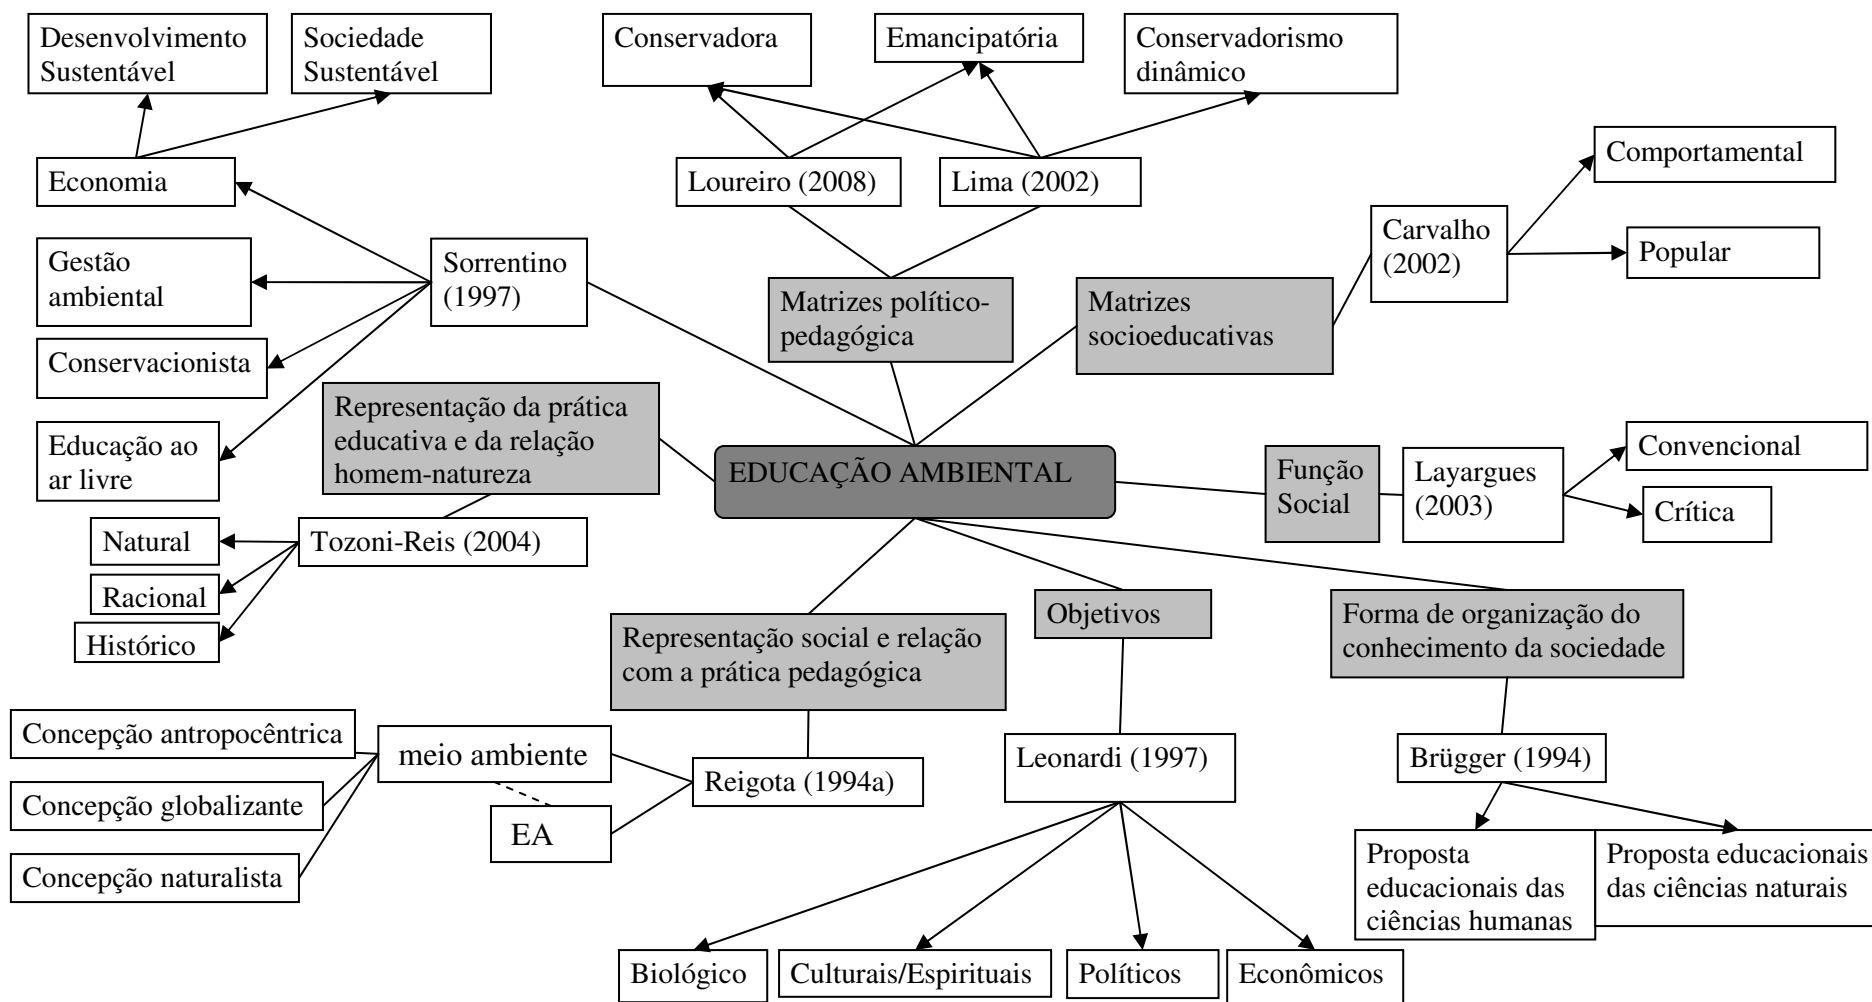 Desenvolvimento
Sustentável
Sociedade
Sustentável
Conservadora
Emancipatória
Conservadorismo
dinâmico
Economia
Loureiro (2008)
Lima (2002)
Comportamental
Gestão
ambiental
Sorrentino
(1997)
Matrizes político-
pedagógica
Matrizes
socioeducativas
Carvalho
(2002)
Popular
Conservacionista
Representação da prática
educativa e da relação
homem-natureza
Educação ao
ar livre
EDUCAÇÃO AMBIENTAL
Função
Social
Layargues
(2003)
Convencional
Crítica
Natural
Tozoni-Reis (2004)
Racional
Histórico
Representação social e relação
com a prática pedagógica
Objetivos
Forma de organização do
conhecimento da sociedade
Concepção antropocêntrica
meio ambiente
Reigota (1994a)
Leonardi (1997)
Brügger (1994)
Concepção globalizante
EA
Concepção naturalista
Proposta
educacionais das
ciências humanas
Proposta educacionais
das ciências naturais
Biológico
Culturais/Espirituais
Políticos
Econômicos